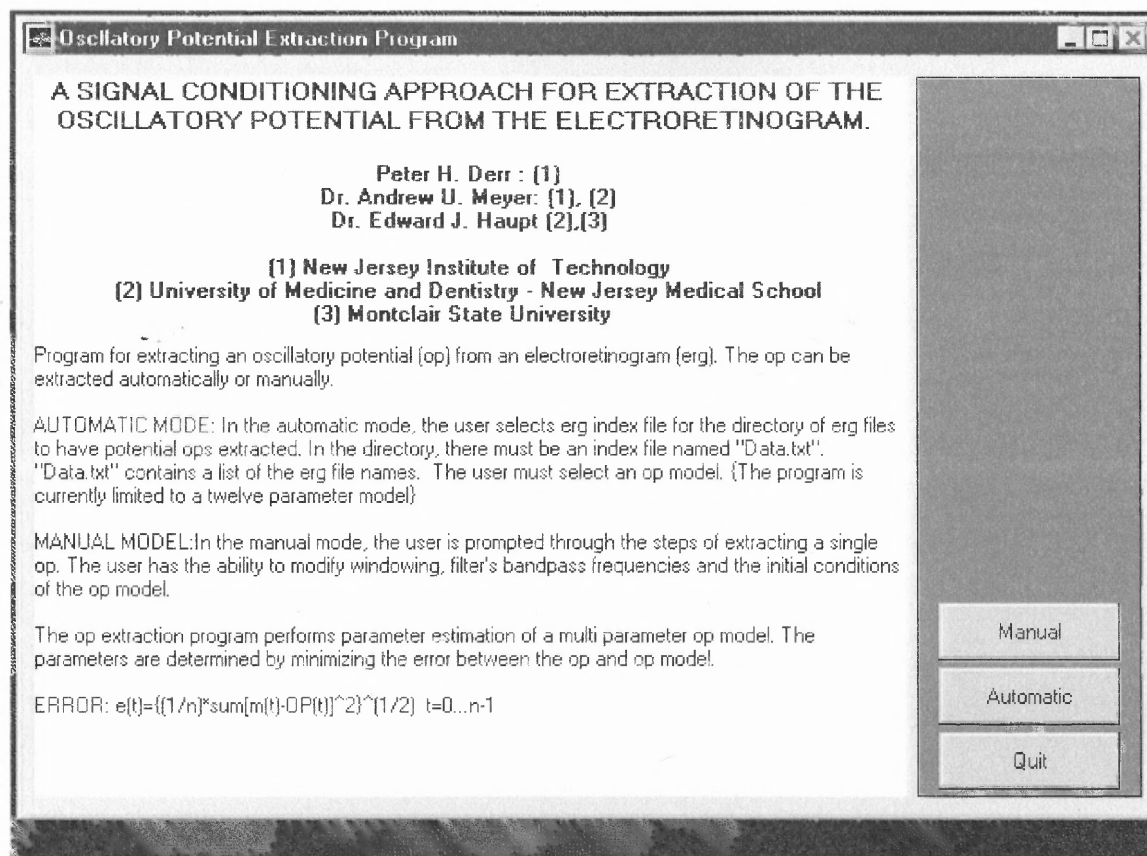 Oscllatory Potential Extraction Program
A SIGNAL CONDITIONING APPROACH FOR EXTRACTION OF THE
OSCILLATORY POTENTIAL FROM THE ELECTRORETINOGRAM.
Peter H. Derr : (1)
Dr. Andrew U. Meyer: (1), (2)
Dr. Edward J. Haupt (2),(3)
(1) New Jersey Institute of Technology
(2) University of Medicine and Dentistry - New Jersey Medical School
(3) Montclair State University
Program for extracting an oscillatory potential (op) from an electroretinogram (erg). The op can be
extracted automatically or manually.
AUTOMATIC MODE: In the automatic mode, the user selects erg index file for the directory of erg files
to have potential ops extracted. In the directory, there must be an index file named "Data.txt".
"Data.txt" contains a list of the erg file names. The user must select an op model. {The program is
currently limited to a twelve parameter model}
MANUAL MODEL:In the manual mode, the user is prompted through the steps of extracting a single
op. The user has the ability to modify windowing, filter's bandpass frequencies and the initial conditions
of the op model.
The op extraction program performs parameter estimation of a multi parameter op model. The
parameters are determined by minimizing the error between the op and op model.
ERROR: e(t)={(1/n)*sum[m(t)-OP(t)]^2}^(1/2) t=0...n-1
Manual
Automatic
Quit